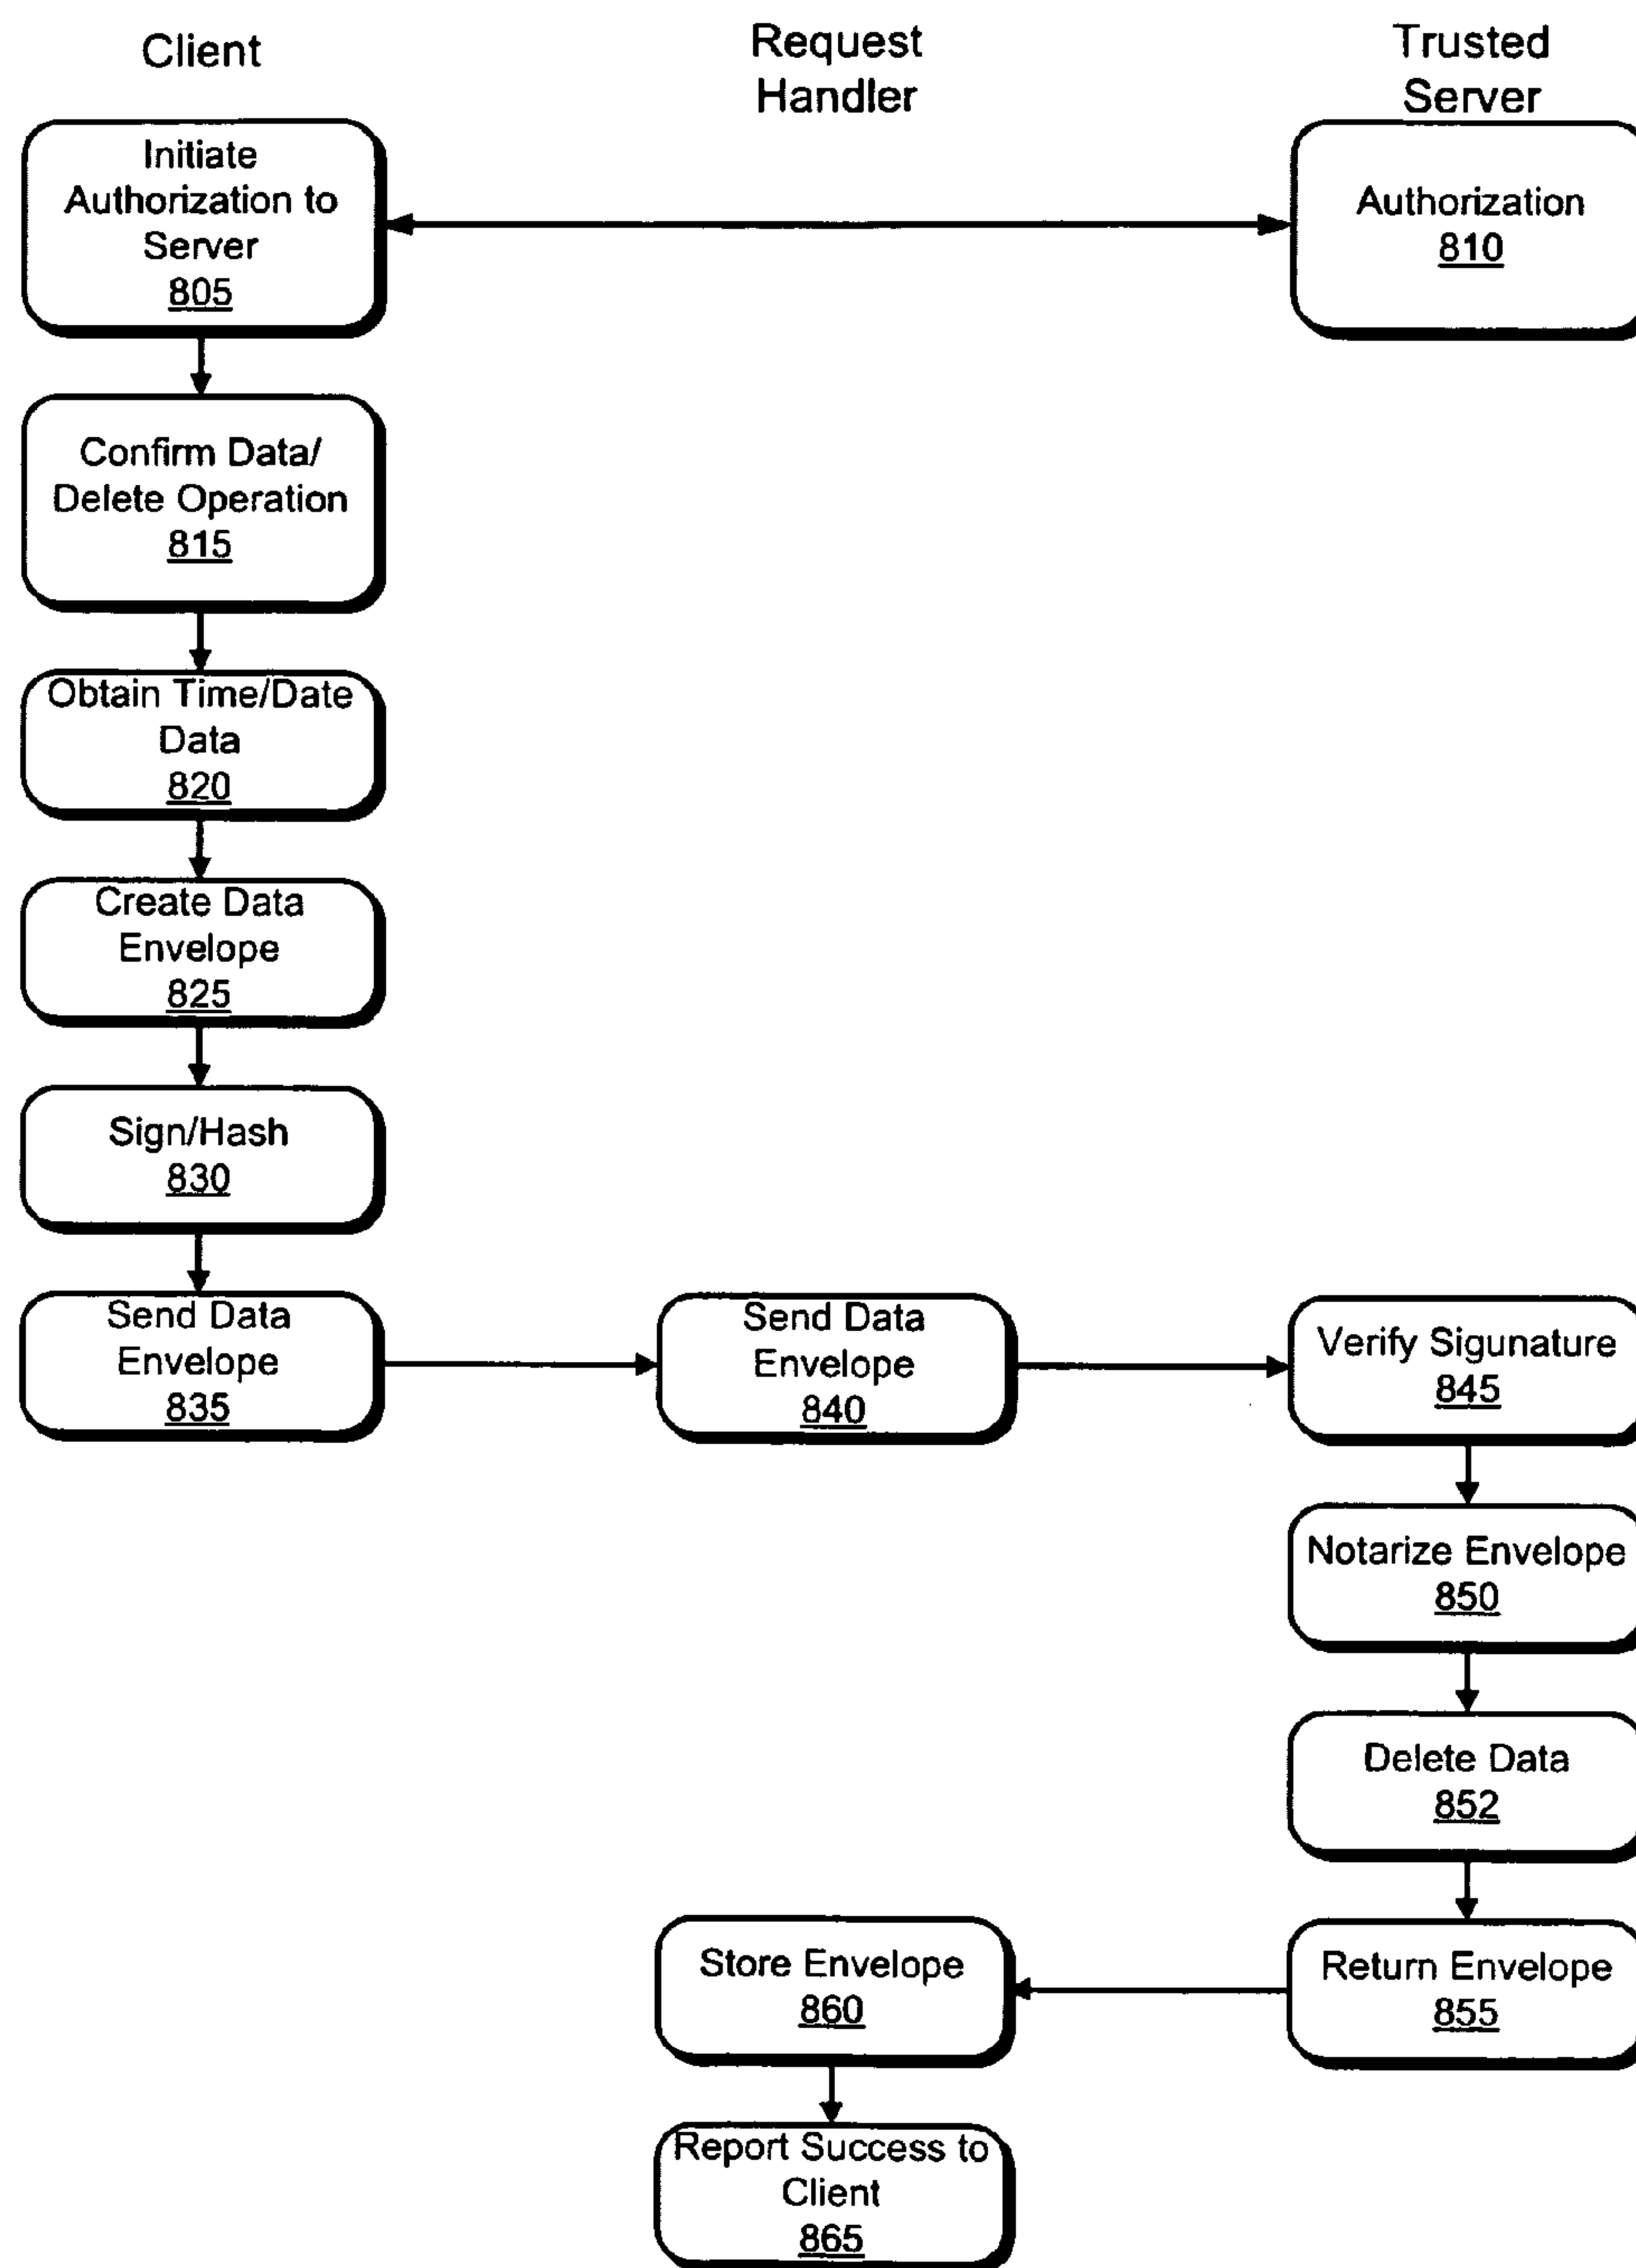 Client
Request
Handler
Trusted
Server
Initiate
Authorization to
Server
805
Authorization
810
Confirm Data/
Delete Operation
815
Obtain Time/Date
Data
820
Create Data
Envelope
825
Sign/Hash
830
Send Data
Envelope
835
Send Data
Envelope
840
Verify Sigunature
845
Notarize Envelope
850
Delete Data
852
Return Envelope
855
Store Envelope
860
Report Success to
Client
865